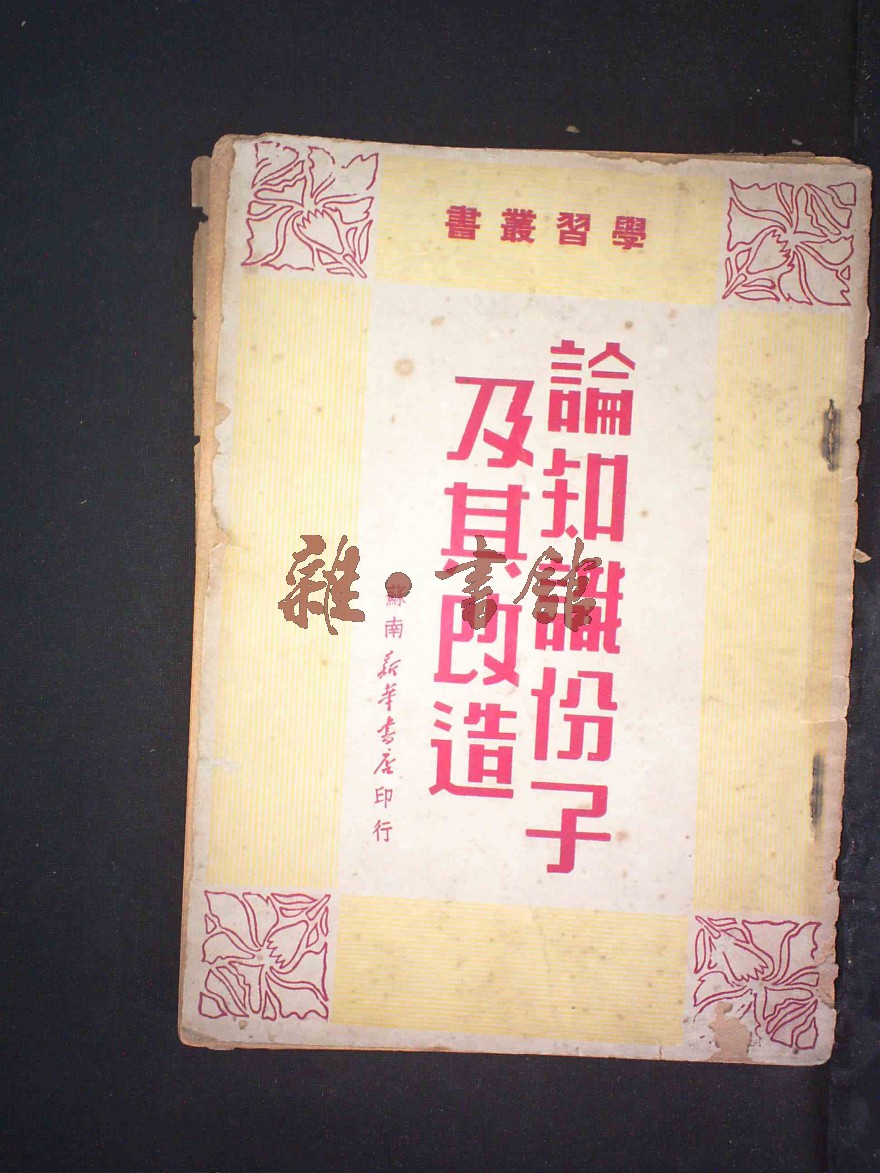 學習叢書
論知識份子
及其改造
蘇南新華書店印行
雜·書館